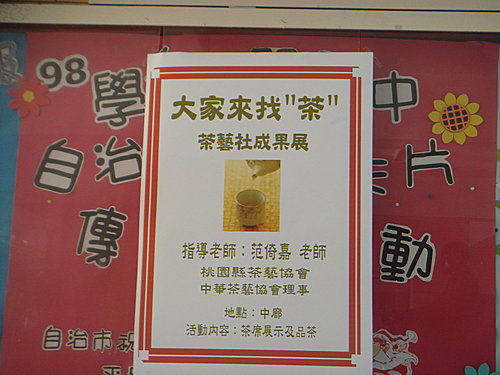 大家來找"茶"
茶藝社成果展
指導老師：范倚嘉 老師
桃園縣茶藝協會
中華茶藝協會理事
地點：中廊
活動內容：茶席展示及品茶
98 學 中
自治 卡片
傳 動
自治市